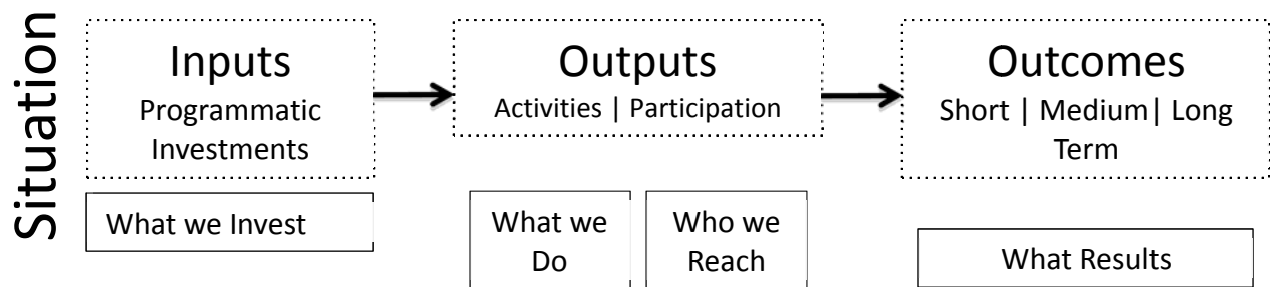 Situation
Inputs
Programmatic
Investments
Outputs
Activities | Participation
Outcomes
Short | Medium| Long
Term
What we Invest
What we
Do
Who we
Reach
What Results